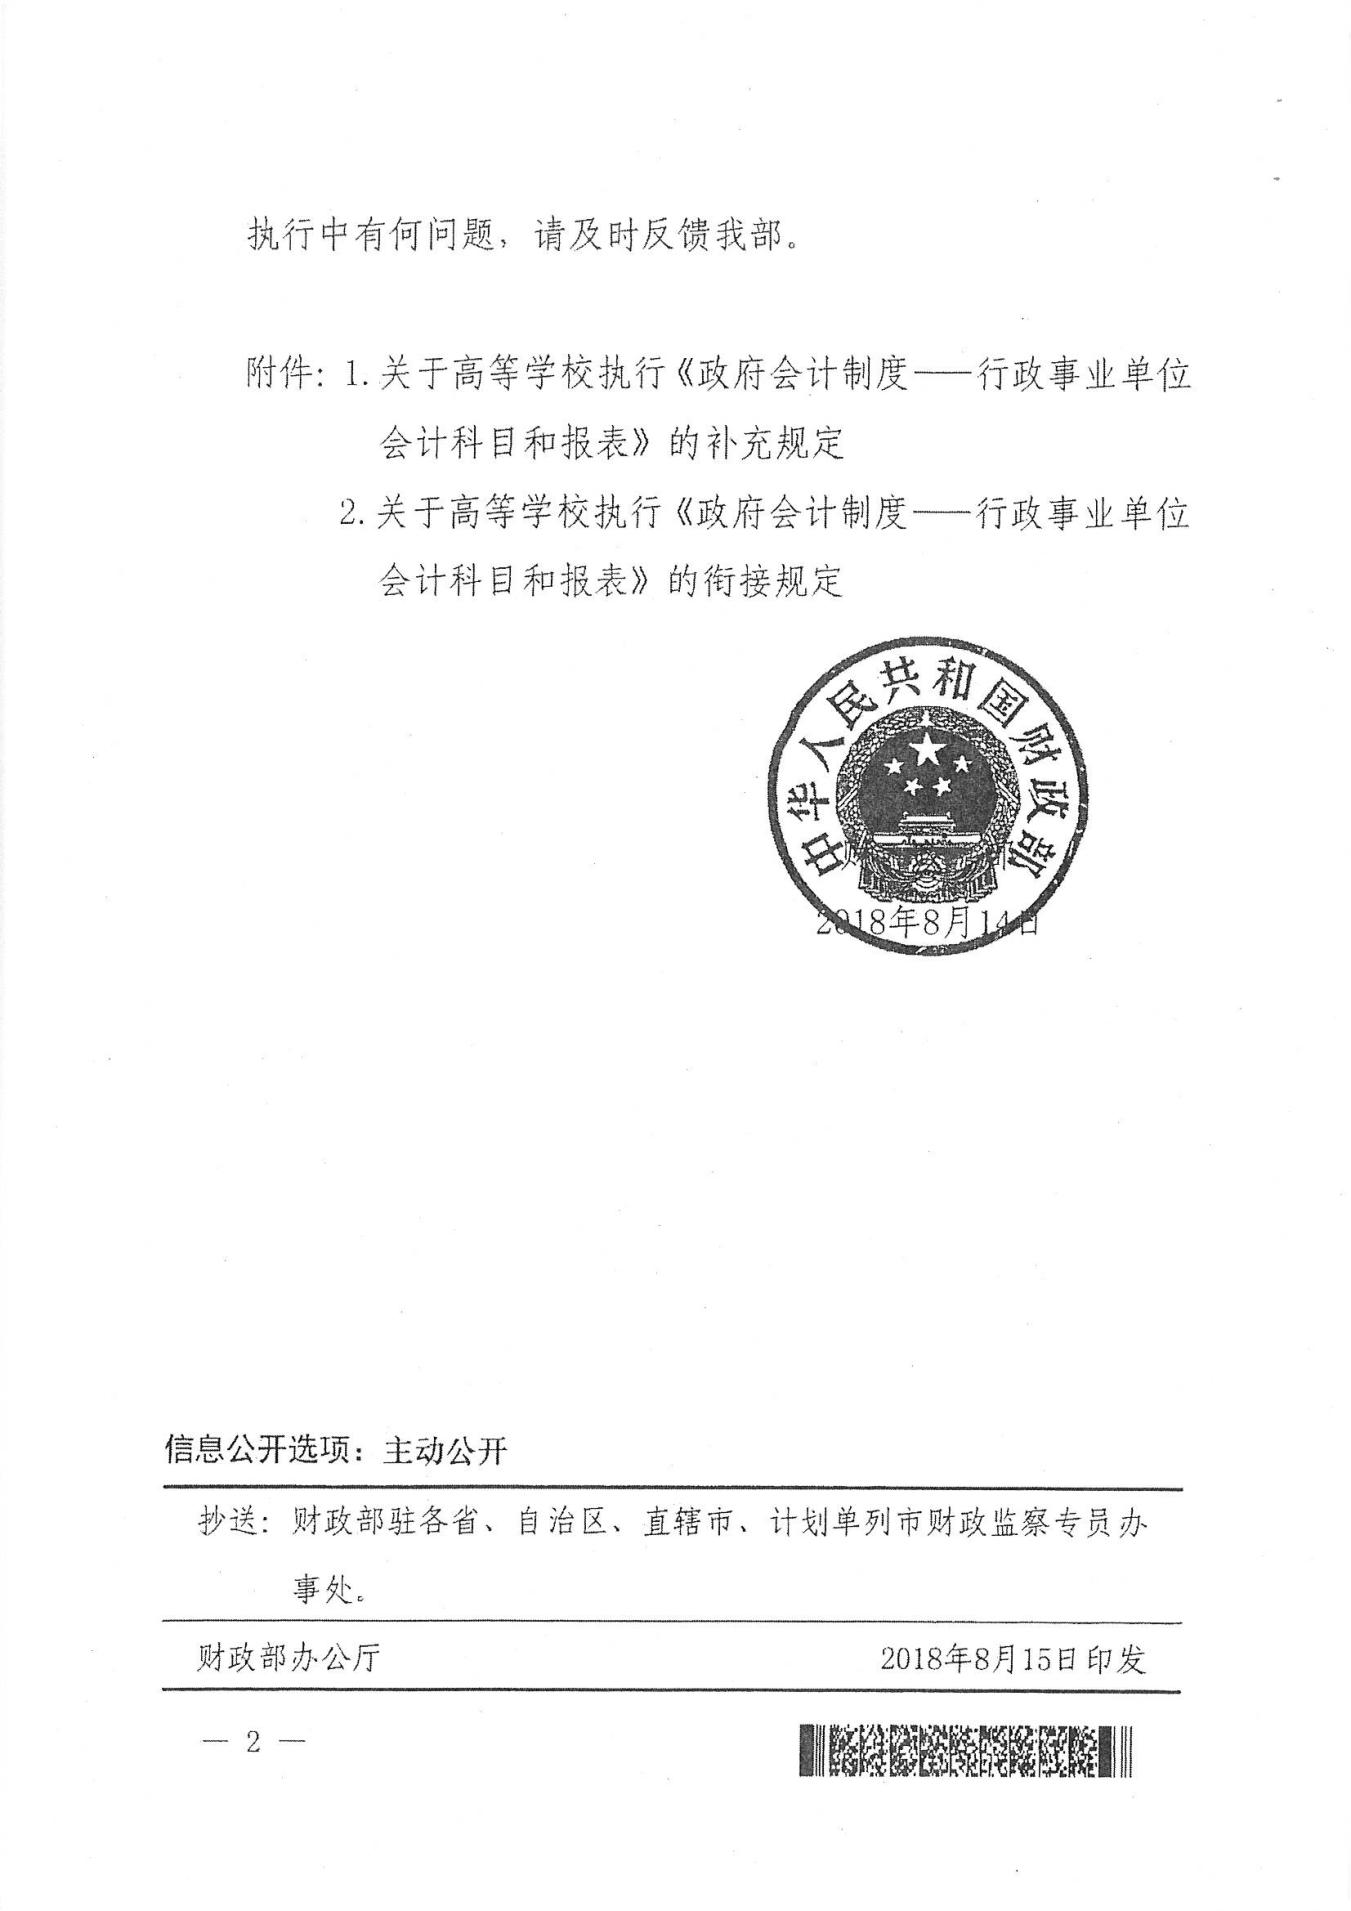 执行中有何问题，请及时反馈我部。
附件：1.关于高等学校执行《政府会计制度——行政事业单位
会计科目和报表》的补充规定
2.关于高等学校执行《政府会计制度——行政事业单位
会计科目和报表》的衔接规定
中华人民共和国财政部
2018年8月14日
信息公开选项：主动公开
抄送：财政部驻各省、自治区、直辖市、计划单列市财政监察专员办
事处。
财政部办公厅 2018年8月15日印发
— 2 —